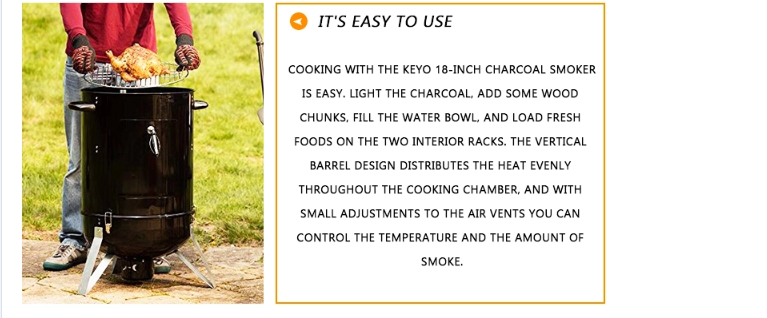 IT'S EASY TO USE
COOKING WITH THE KEYO 18-INCH CHARCOAL SMOKER
IS EASY. LIGHT THE CHARCOAL, ADD SOME WOOD
CHUNKS, FILL THE WATER BOWL, AND LOAD FRESH
FOODS ON THE TWO INTERIOR RACKS. THE VERTICAL
BARREL DESIGN DISTRIBUTES THE HEAT EVENLY
THROUGHOUT THE COOKING CHAMBER, AND WITH
SMALL ADJUSTMENTS TO THE AIR VENTS YOU CAN
CONTROL THE TEMPERATURE AND THE AMOUNT OF
SMOKE.